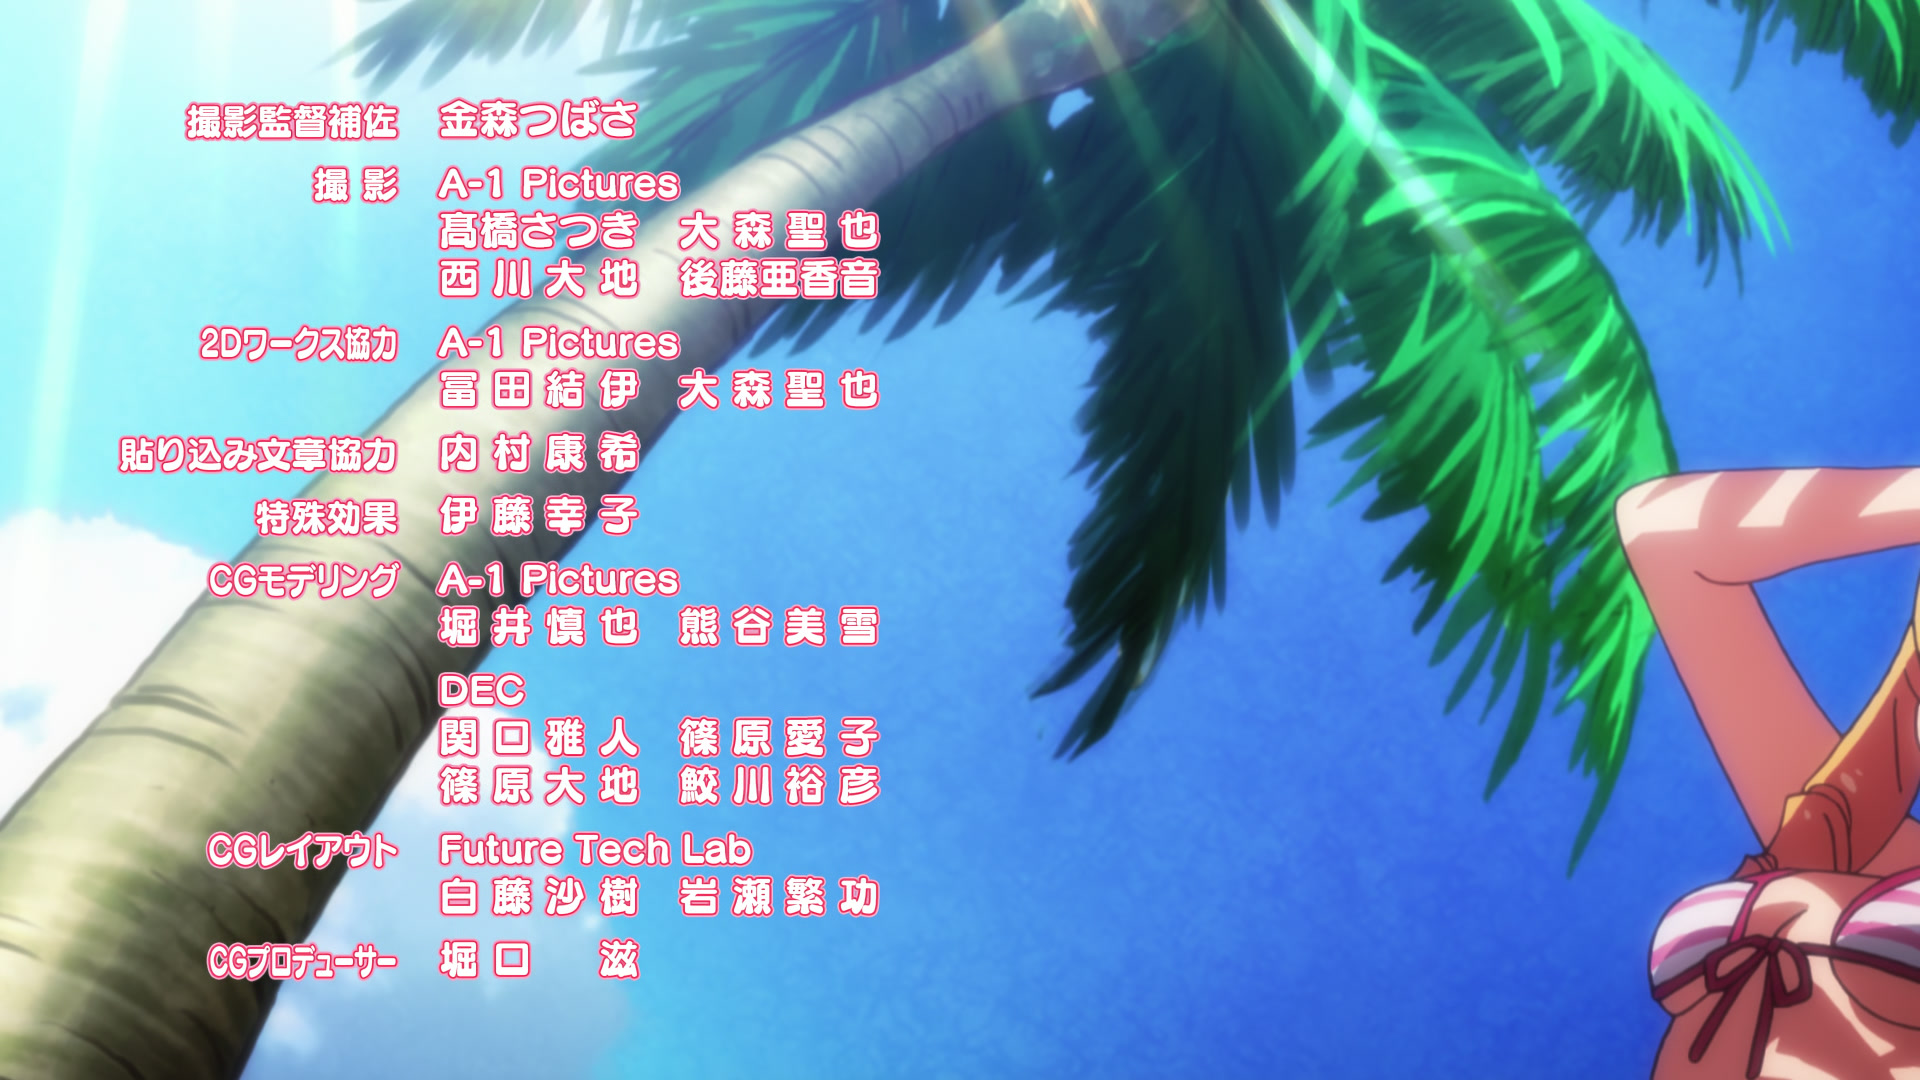 撮影監督補佐 金森つばさ
撮影 A-1 Pictures
髙橋さつき 大森聖也
西川大地 後藤亜香音
2Dワークス協力 A-1 Pictures
冨田結伊 大森聖也
貼り込み文章協力 内村康希
特殊効果 伊藤幸子
CGモデリング A-1 Pictures
堀井慎也 熊谷美雪
DEC
関口雅人 篠原愛子
篠原大地 鮫川裕彦
CGレイアウト Future Tech Lab
白藤沙樹 岩瀬繁功
CGプロデューサー 堀口 滋